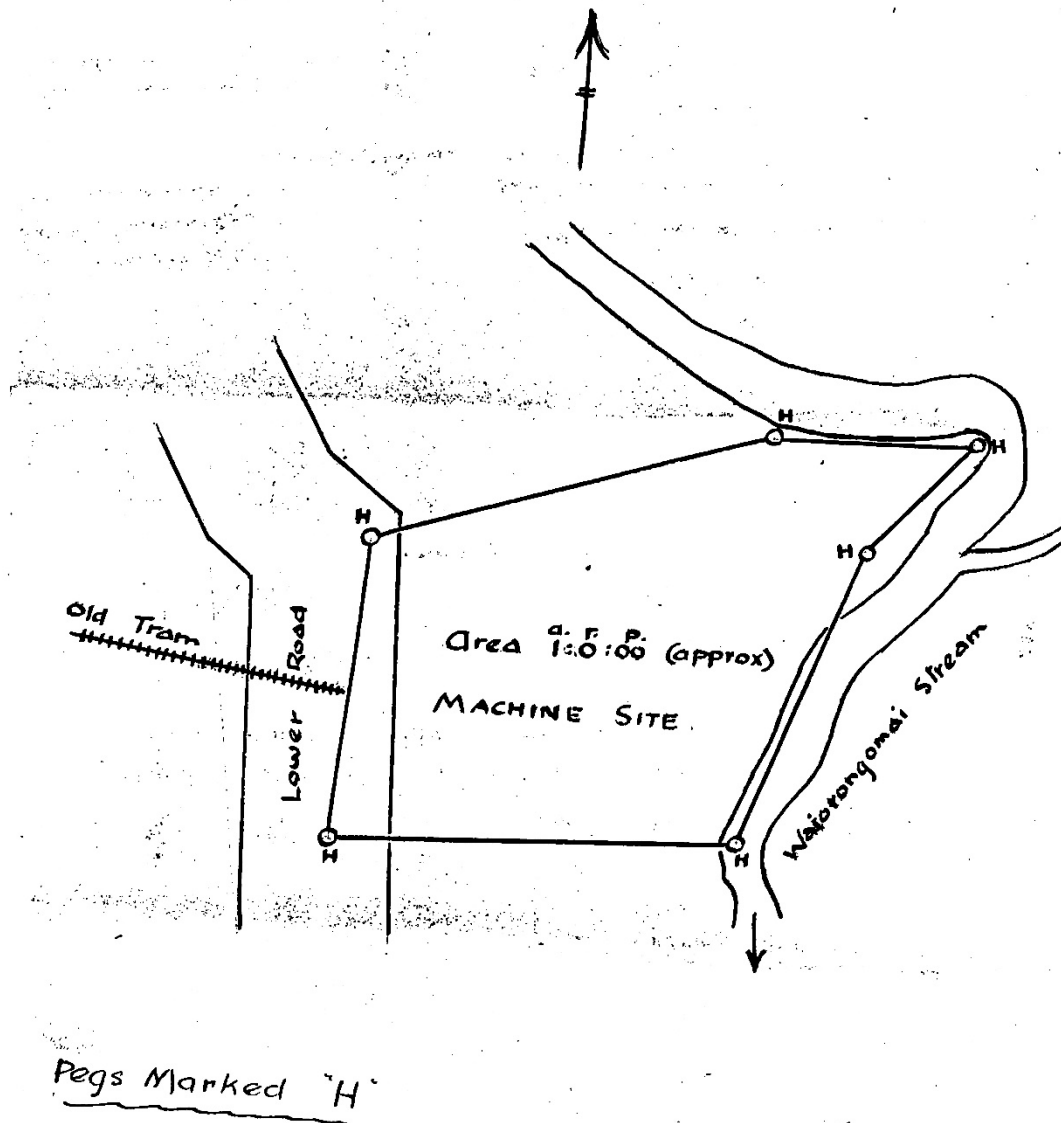 H
H
H
H
Old Tram
Lower Road
a. r. p.
Area 1:0:00 (approx)
MACHINE SITE.
Waiorongomai Stream
H
H
Pegs Marked "H"